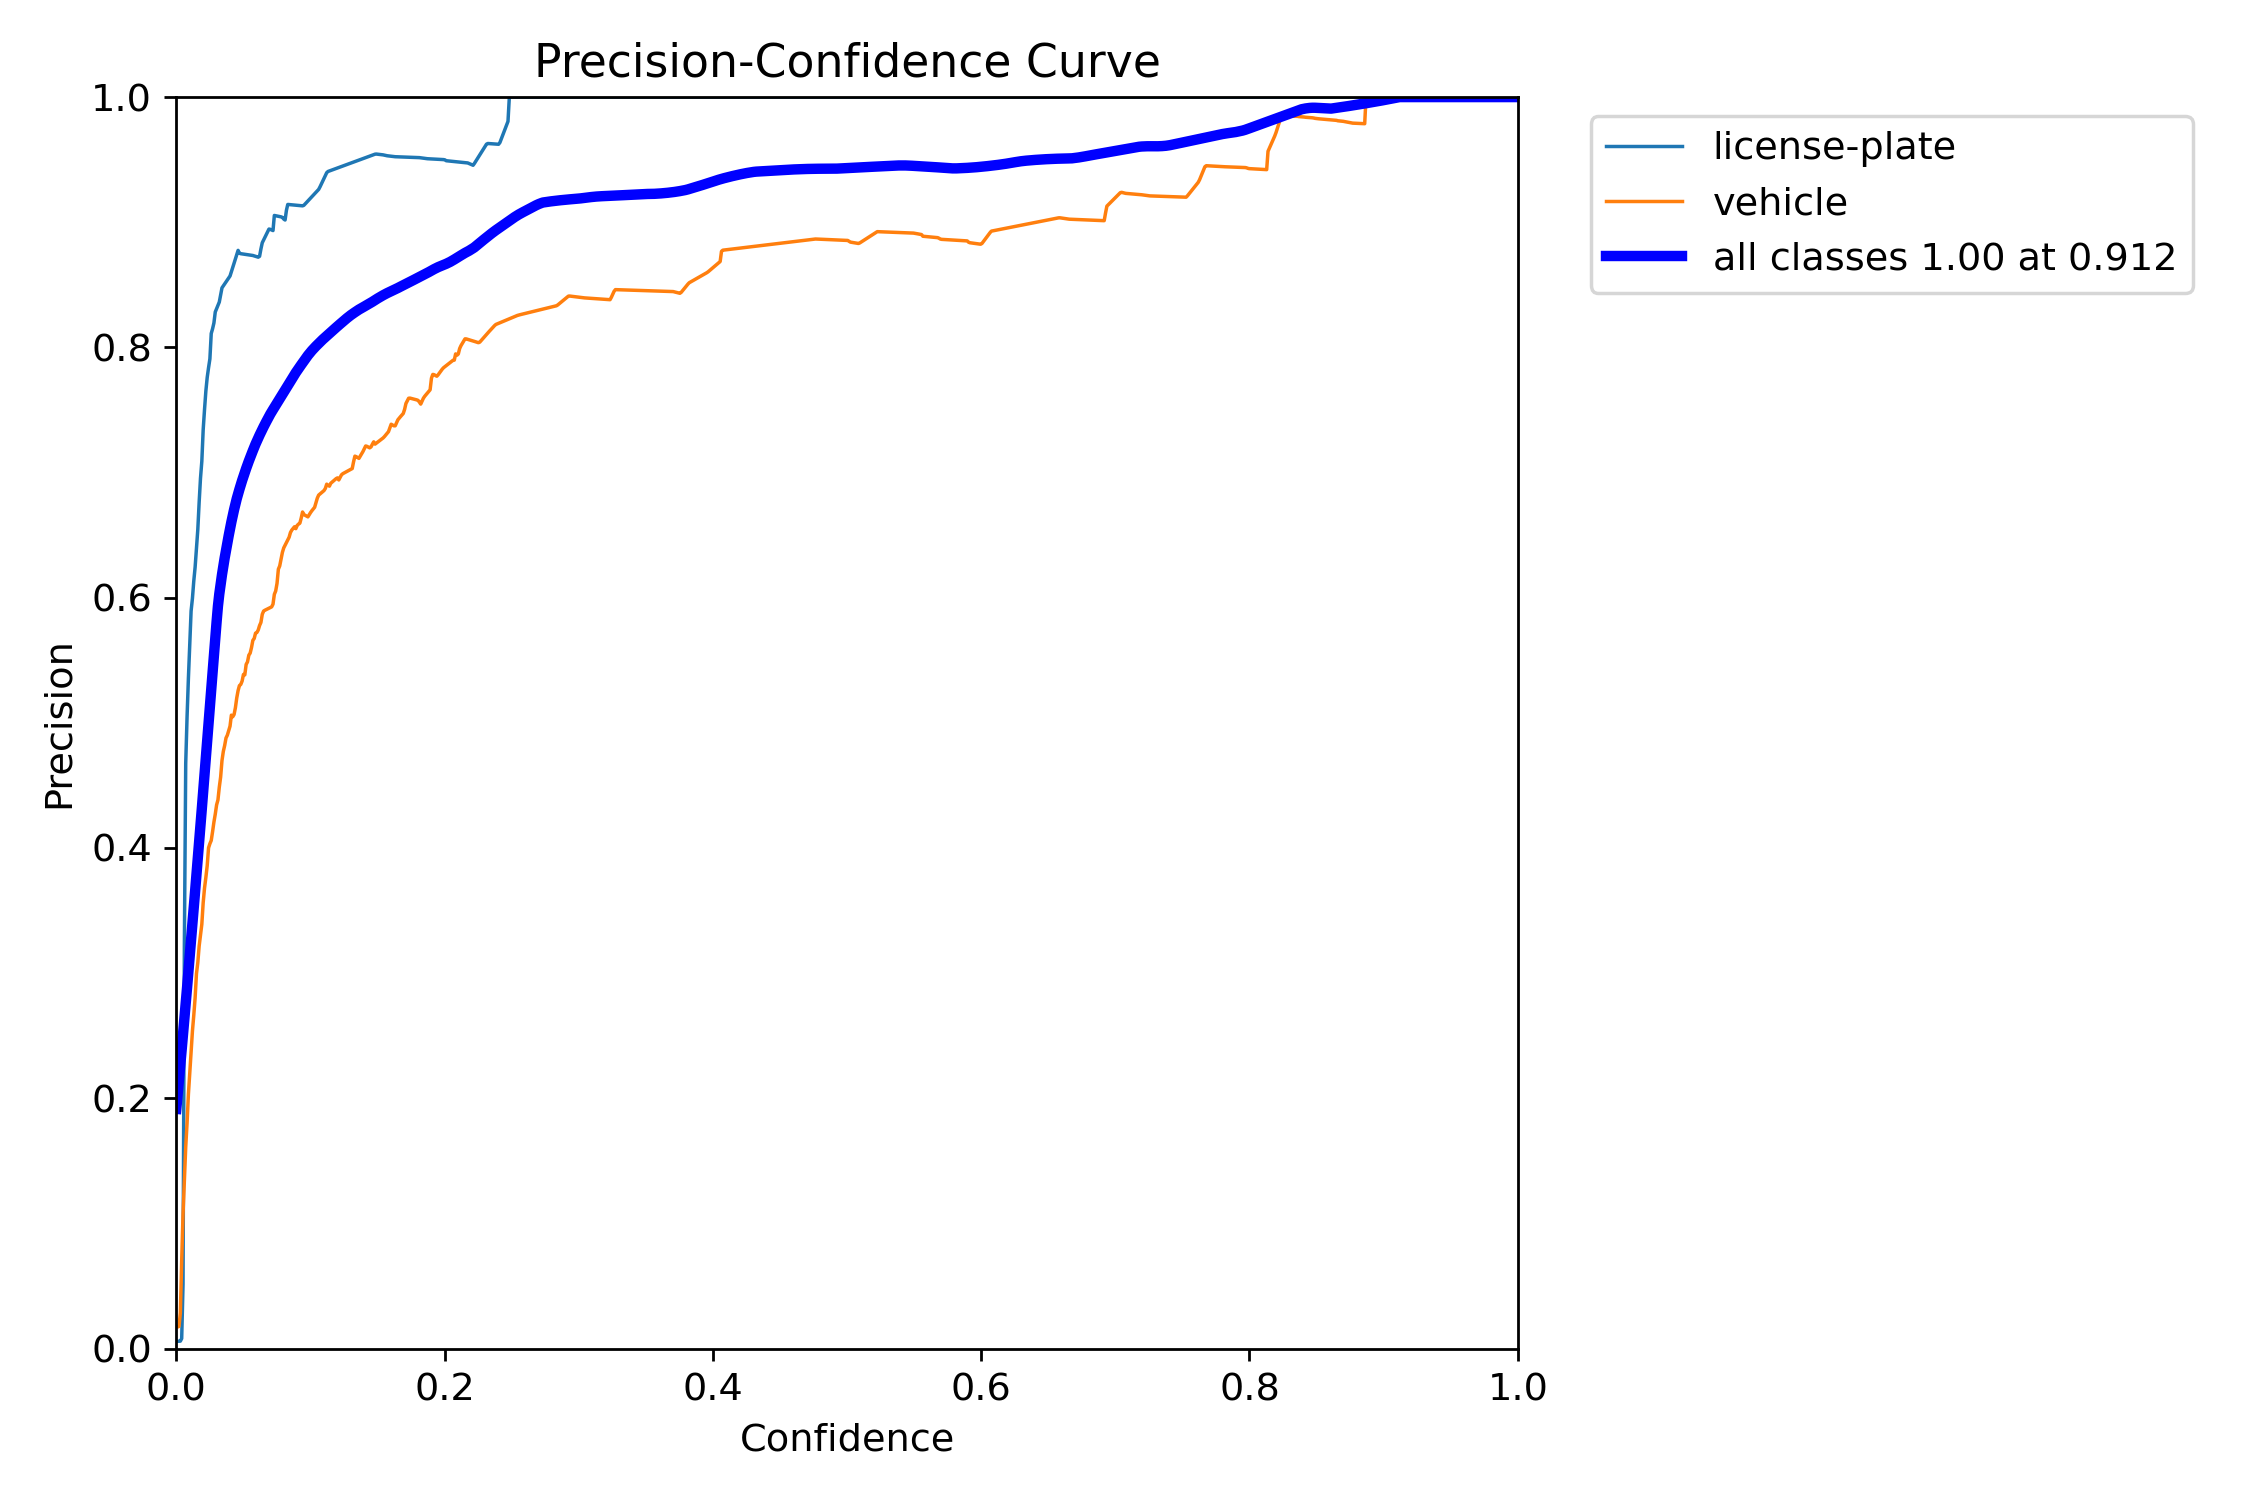 Precision-Confidence Curve
1.0
0.8
0.6
0.4
0.2
0.0
Precision
0.0 0.2 0.4 0.6 0.8 1.0
Confidence
license-plate
vehicle
all classes 1.00 at 0.912